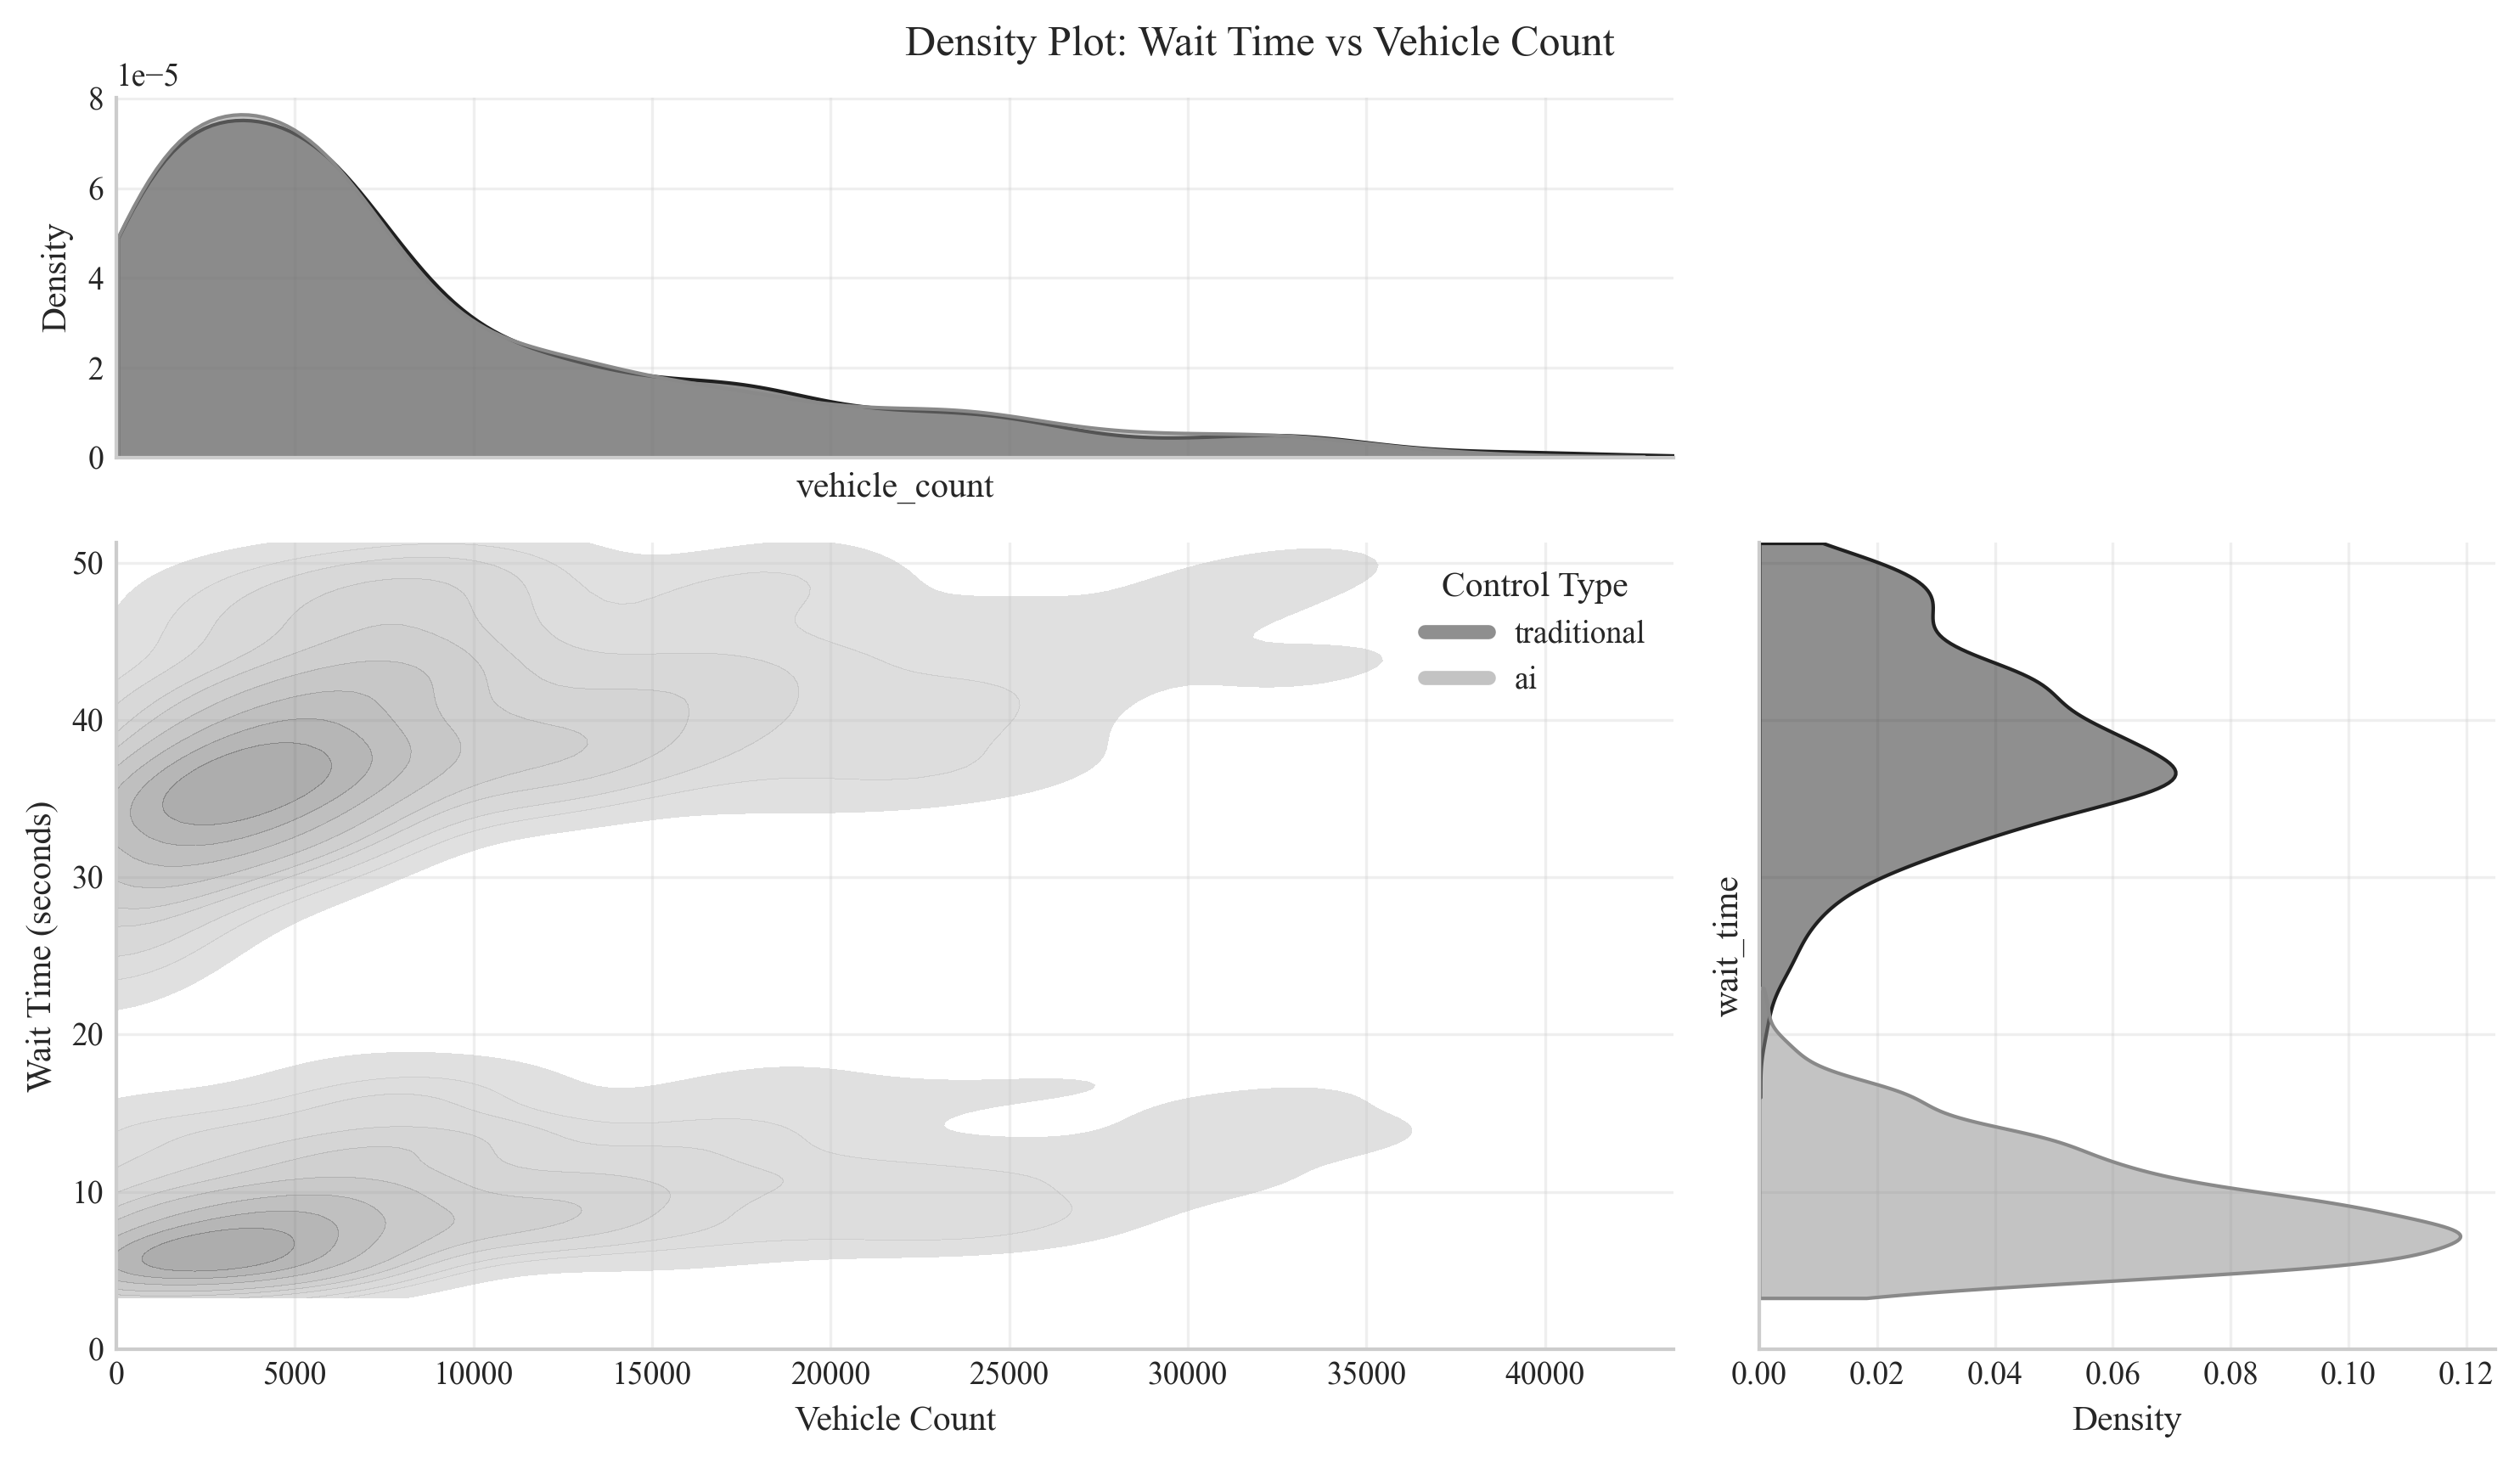 Density Plot: Wait Time vs Vehicle Count
1e−5
8
6
4
2
0
Density
vehicle_count
50
40
30
20
10
0
Wait Time (seconds)
Control Type
traditional
ai
0 5000 10000 15000 20000 25000 30000 35000 40000
Vehicle Count
wait_time
0.00 0.02 0.04 0.06 0.08 0.10 0.12
Density